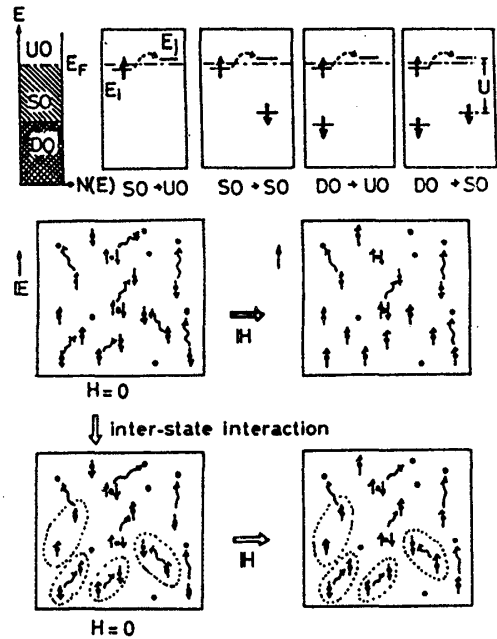 E
UO
SO
DO
E_F
N(E)
E_i
E_j
U
SO→UO
SO→SO
DO→UO
DO→SO
E
H
H=0
inter-state interaction
H
H=0